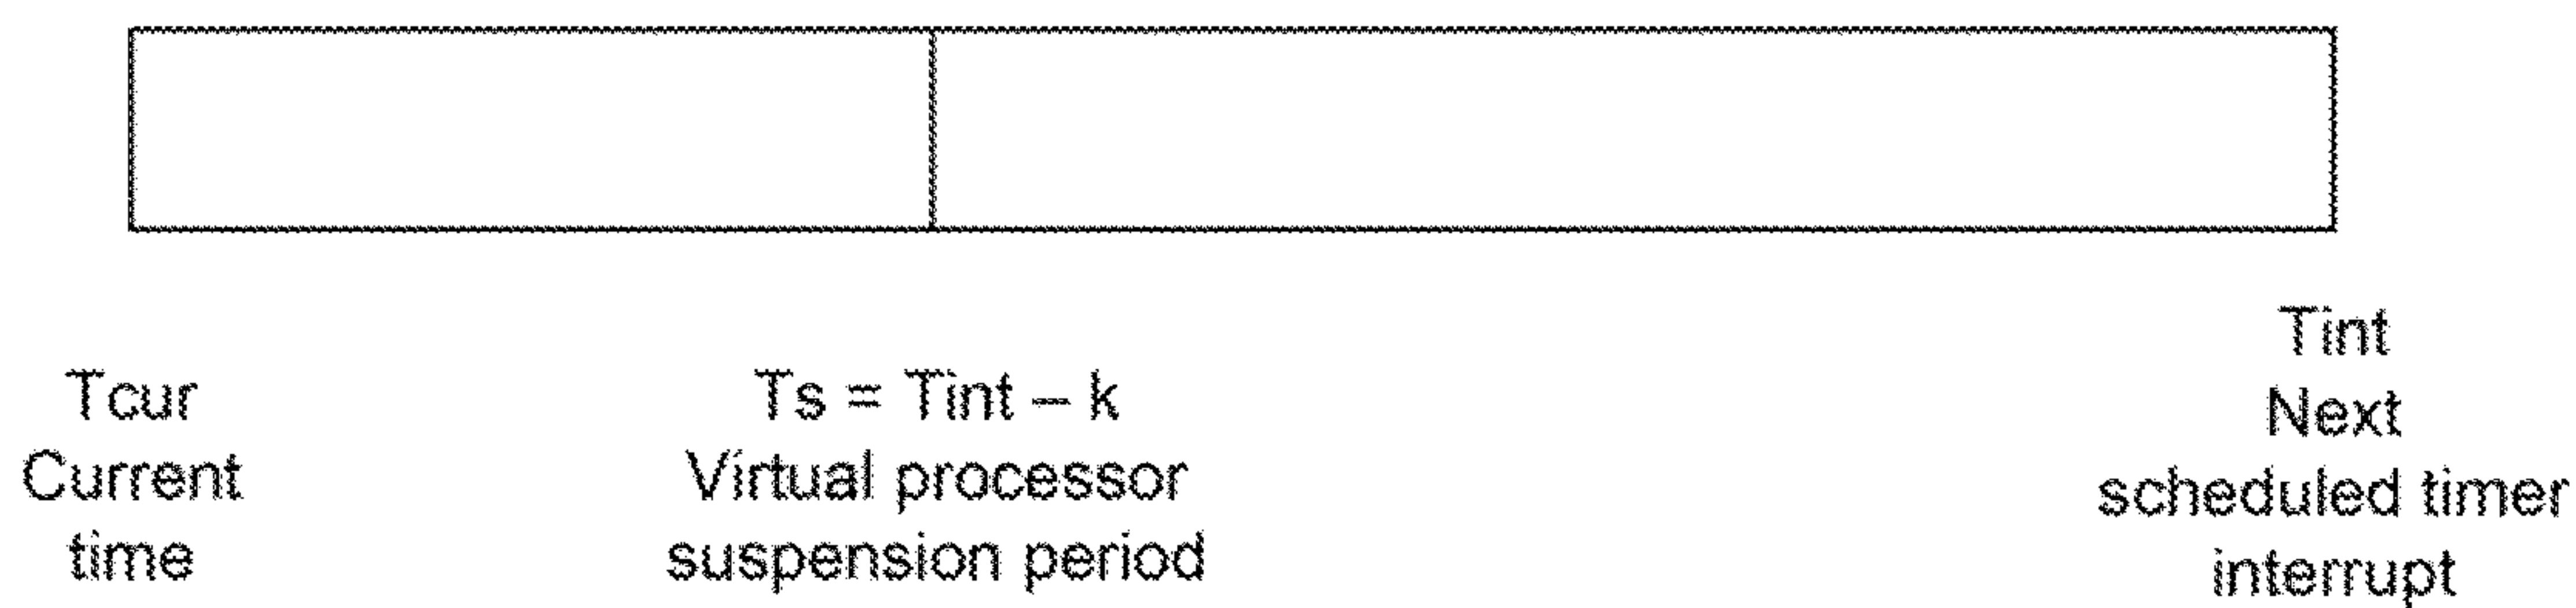 Tcur
Current
time
Ts = Tint – k
Virtual processor
suspension period
Tint
Next
scheduled timer
interrupt